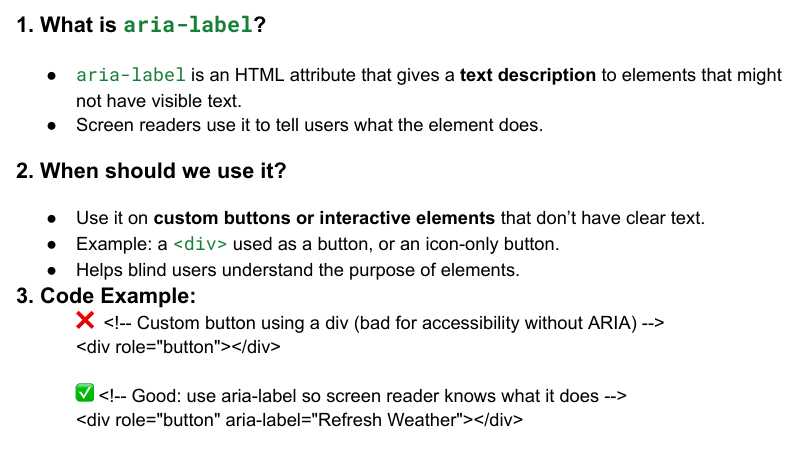 1. What is aria-label?
● aria-label is an HTML attribute that gives a text description to elements that might
not have visible text.
● Screen readers use it to tell users what the element does.
2. When should we use it?
● Use it on custom buttons or interactive elements that don’t have clear text.
● Example: a <div> used as a button, or an icon-only button.
● Helps blind users understand the purpose of elements.
3. Code Example:
❌ <!-- Custom button using a div (bad for accessibility without ARIA) -->
<div role="button"></div>
✅ <!-- Good: use aria-label so screen reader knows what it does -->
<div role="button" aria-label="Refresh Weather"></div>